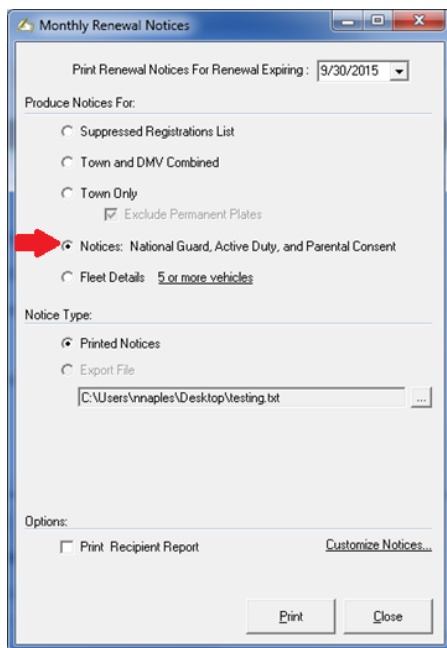 Monthly Renewal Notices
Print Renewal Notices For Renewal Expiring : 9/30/2015
Produce Notices For:
Suppressed Registrations List
Town and DMV Combined
Town Only
Exclude Permanent Plates
Notices: National Guard, Active Duty, and Parental Consent
Fleet Details 5 or more vehicles
Notice Type:
Printed Notices
Export File
C:\Users\nnaples\Desktop\testing.txt ...
Options:
Print Recipient Report Customize Notices...
Print Close